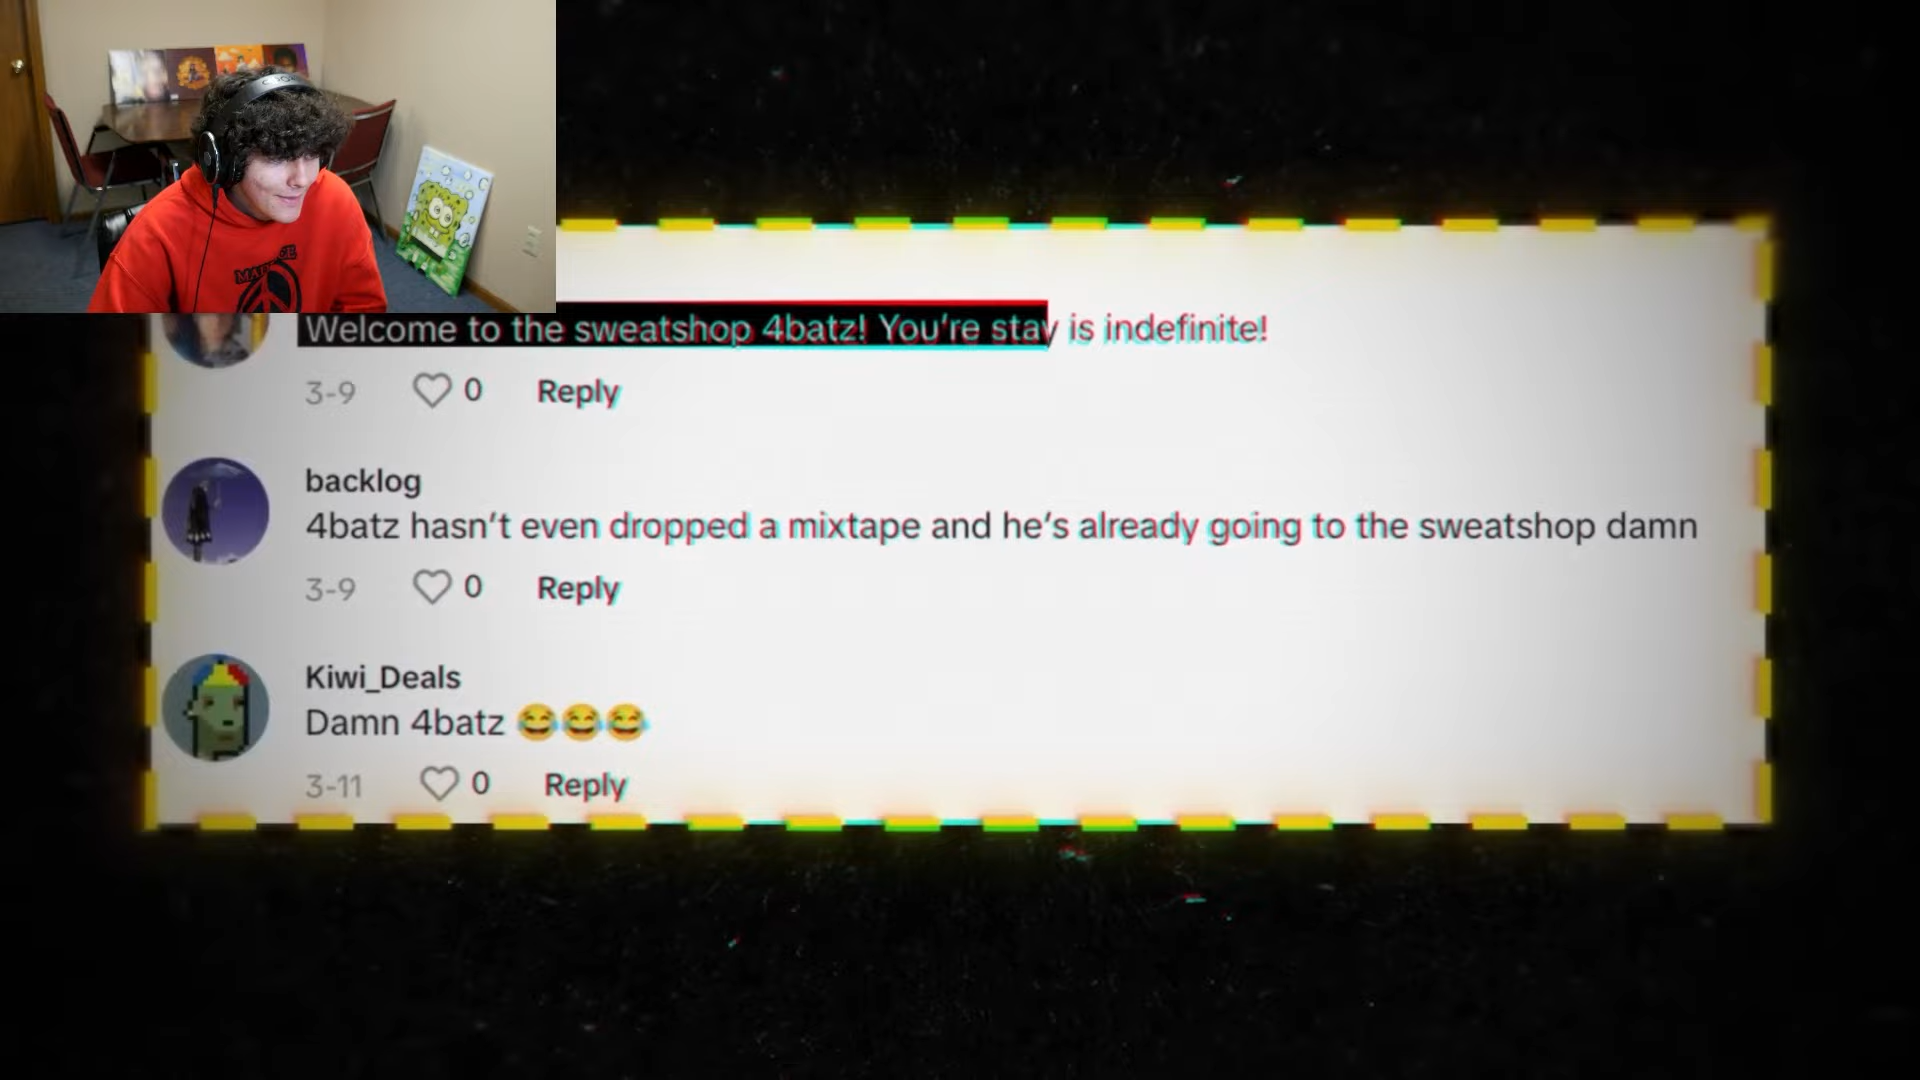 Welcome to the sweatshop 4batz! You're stay is indefinite!
3-9 0 Reply
backlog
4batz hasn't even dropped a mixtape and he's already going to the sweatshop damn
3-9 0 Reply
Kiwi_Deals
Damn 4batz 😂😂😂
3-11 0 Reply